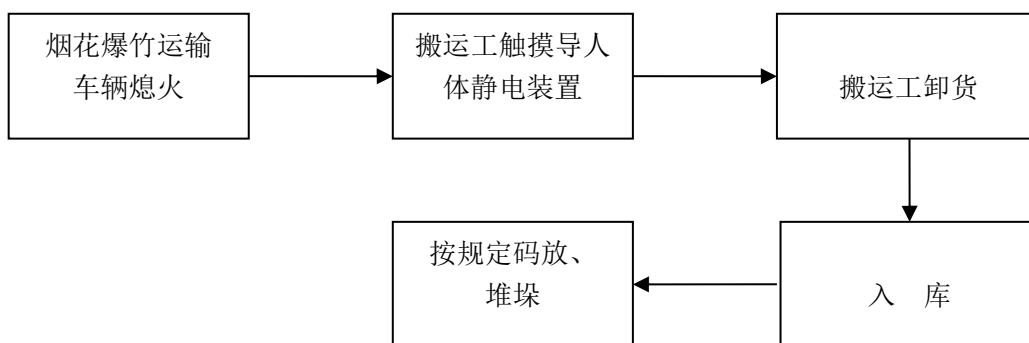 烟花爆竹运输
车辆熄火
搬运工触摸导人
体静电装置
搬运工卸货
入 库
按规定码放、
堆垛